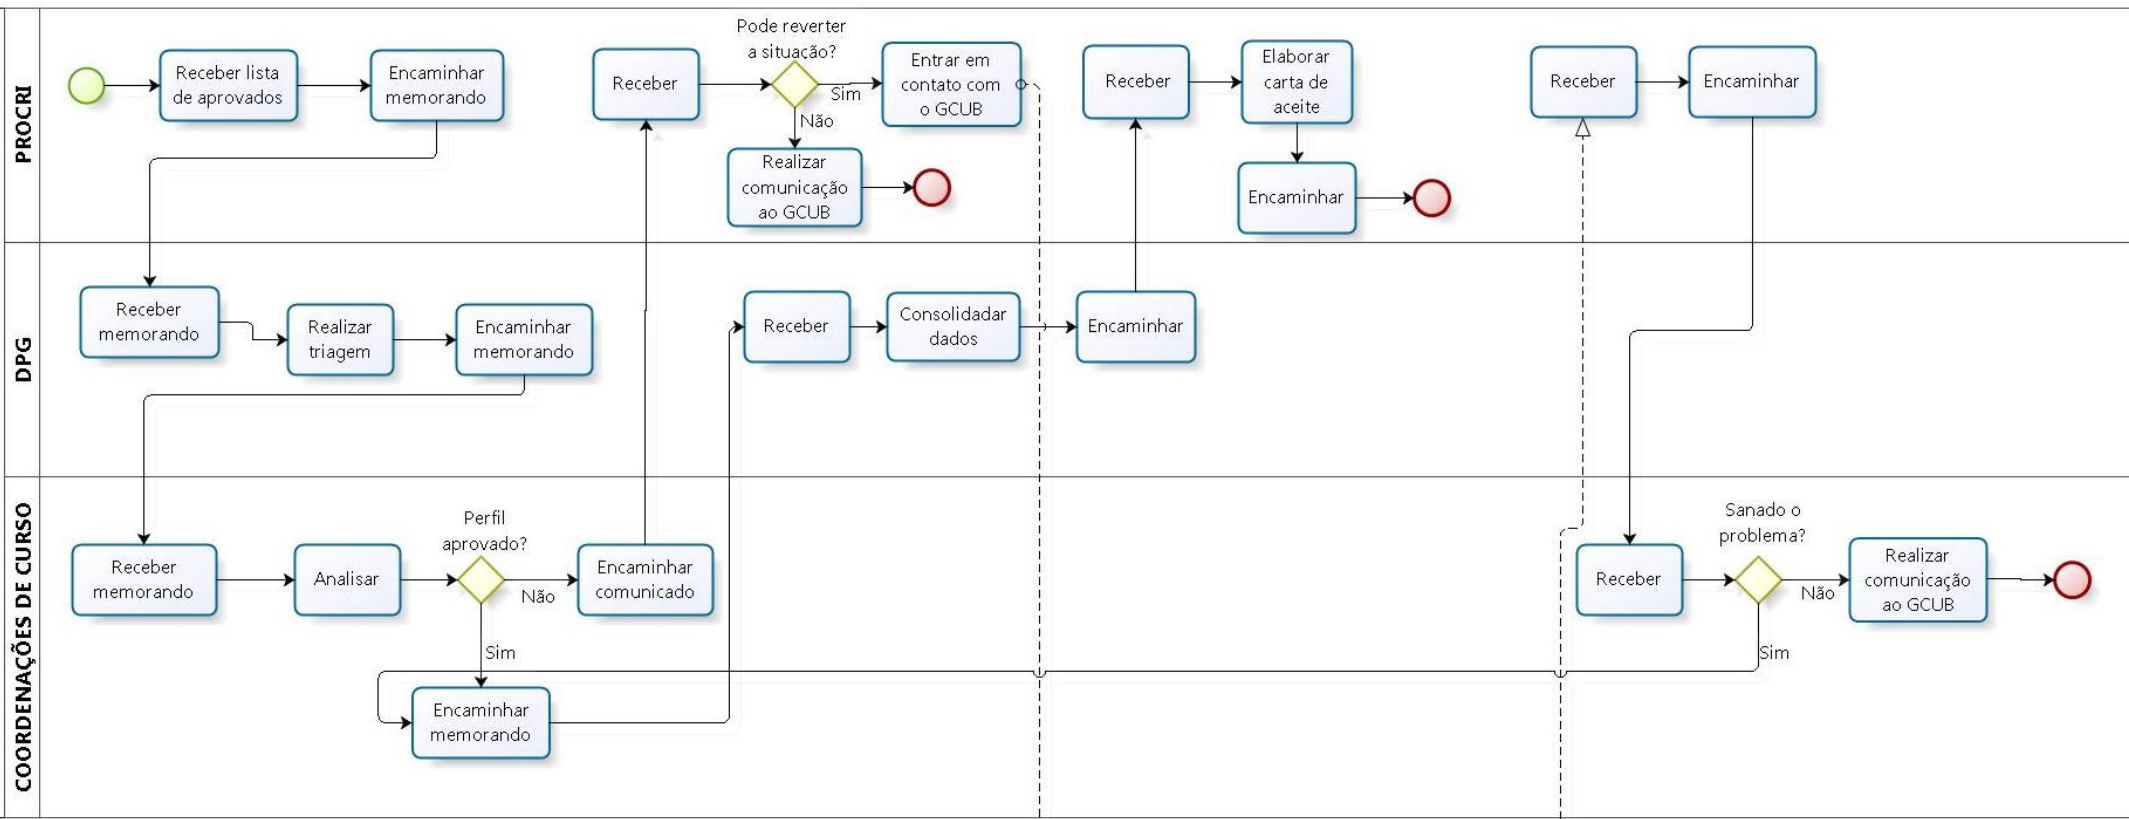 PROCRI
Receber lista
de aprovados
Encaminhar
memorando
Receber
Pode reverter
a situação?
Sim
Não
Entrar em
contato com
o GCUB
Realizar
comunicação
ao GCUB
Receber
Elaborar
carta de
aceite
Encaminhar
Receber
Encaminhar
DPG
Receber
memorando
Realizar
triagem
Encaminhar
memorando
Receber
Consolidadar
dados
Encaminhar
COORDENAÇÕES DE CURSO
Receber
memorando
Analisar
Perfil
aprovado?
Não
Sim
Encaminhar
comunicado
Encaminhar
memorando
Receber
Sanado o
problema?
Não
Sim
Realizar
comunicação
ao GCUB